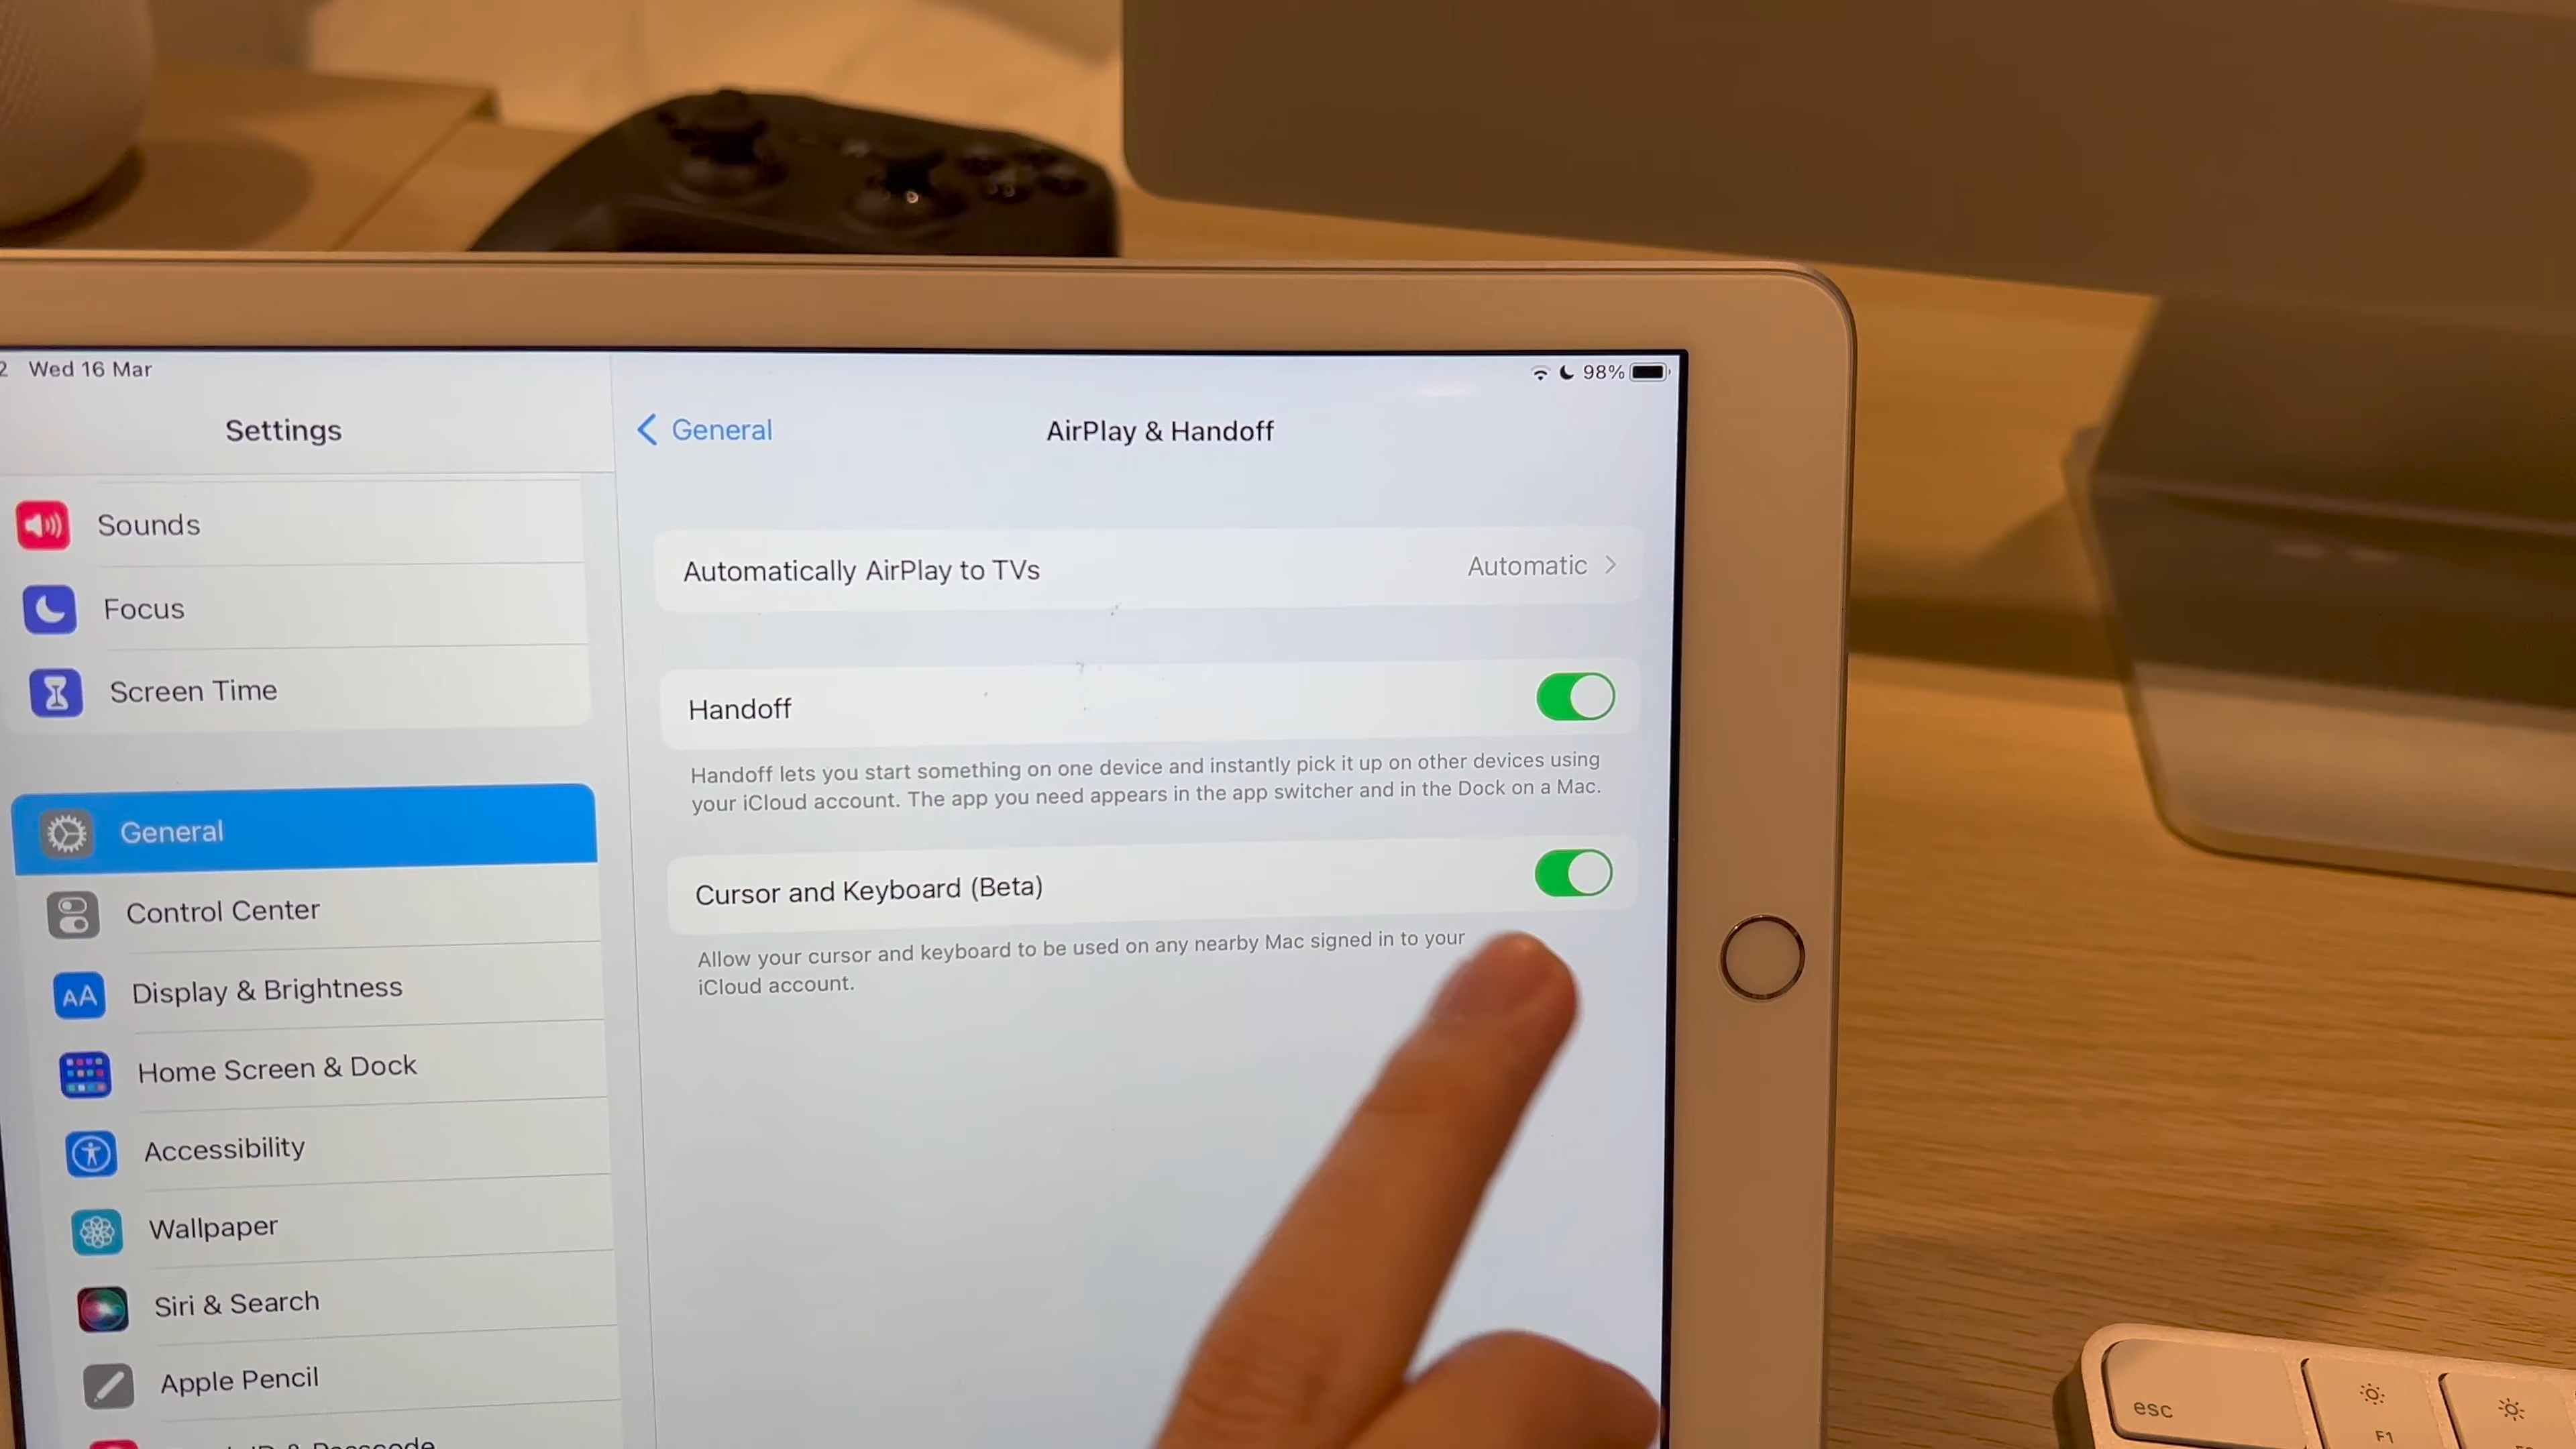 Wed 16 Mar
98%
Settings
General
AirPlay & Handoff
Sounds
Focus
Screen Time
General
Control Center
AA
Display & Brightness
Home Screen & Dock
Accessibility
Wallpaper
Siri & Search
Apple Pencil
Automatically AirPlay to TVs
Automatic
Handoff
Handoff lets you start something on one device and instantly pick it up on other devices using
your iCloud account. The app you need appears in the app switcher and in the Dock on a Mac.
Cursor and Keyboard (Beta)
Allow your cursor and keyboard to be used on any nearby Mac signed in to your
iCloud account.
esc
F1